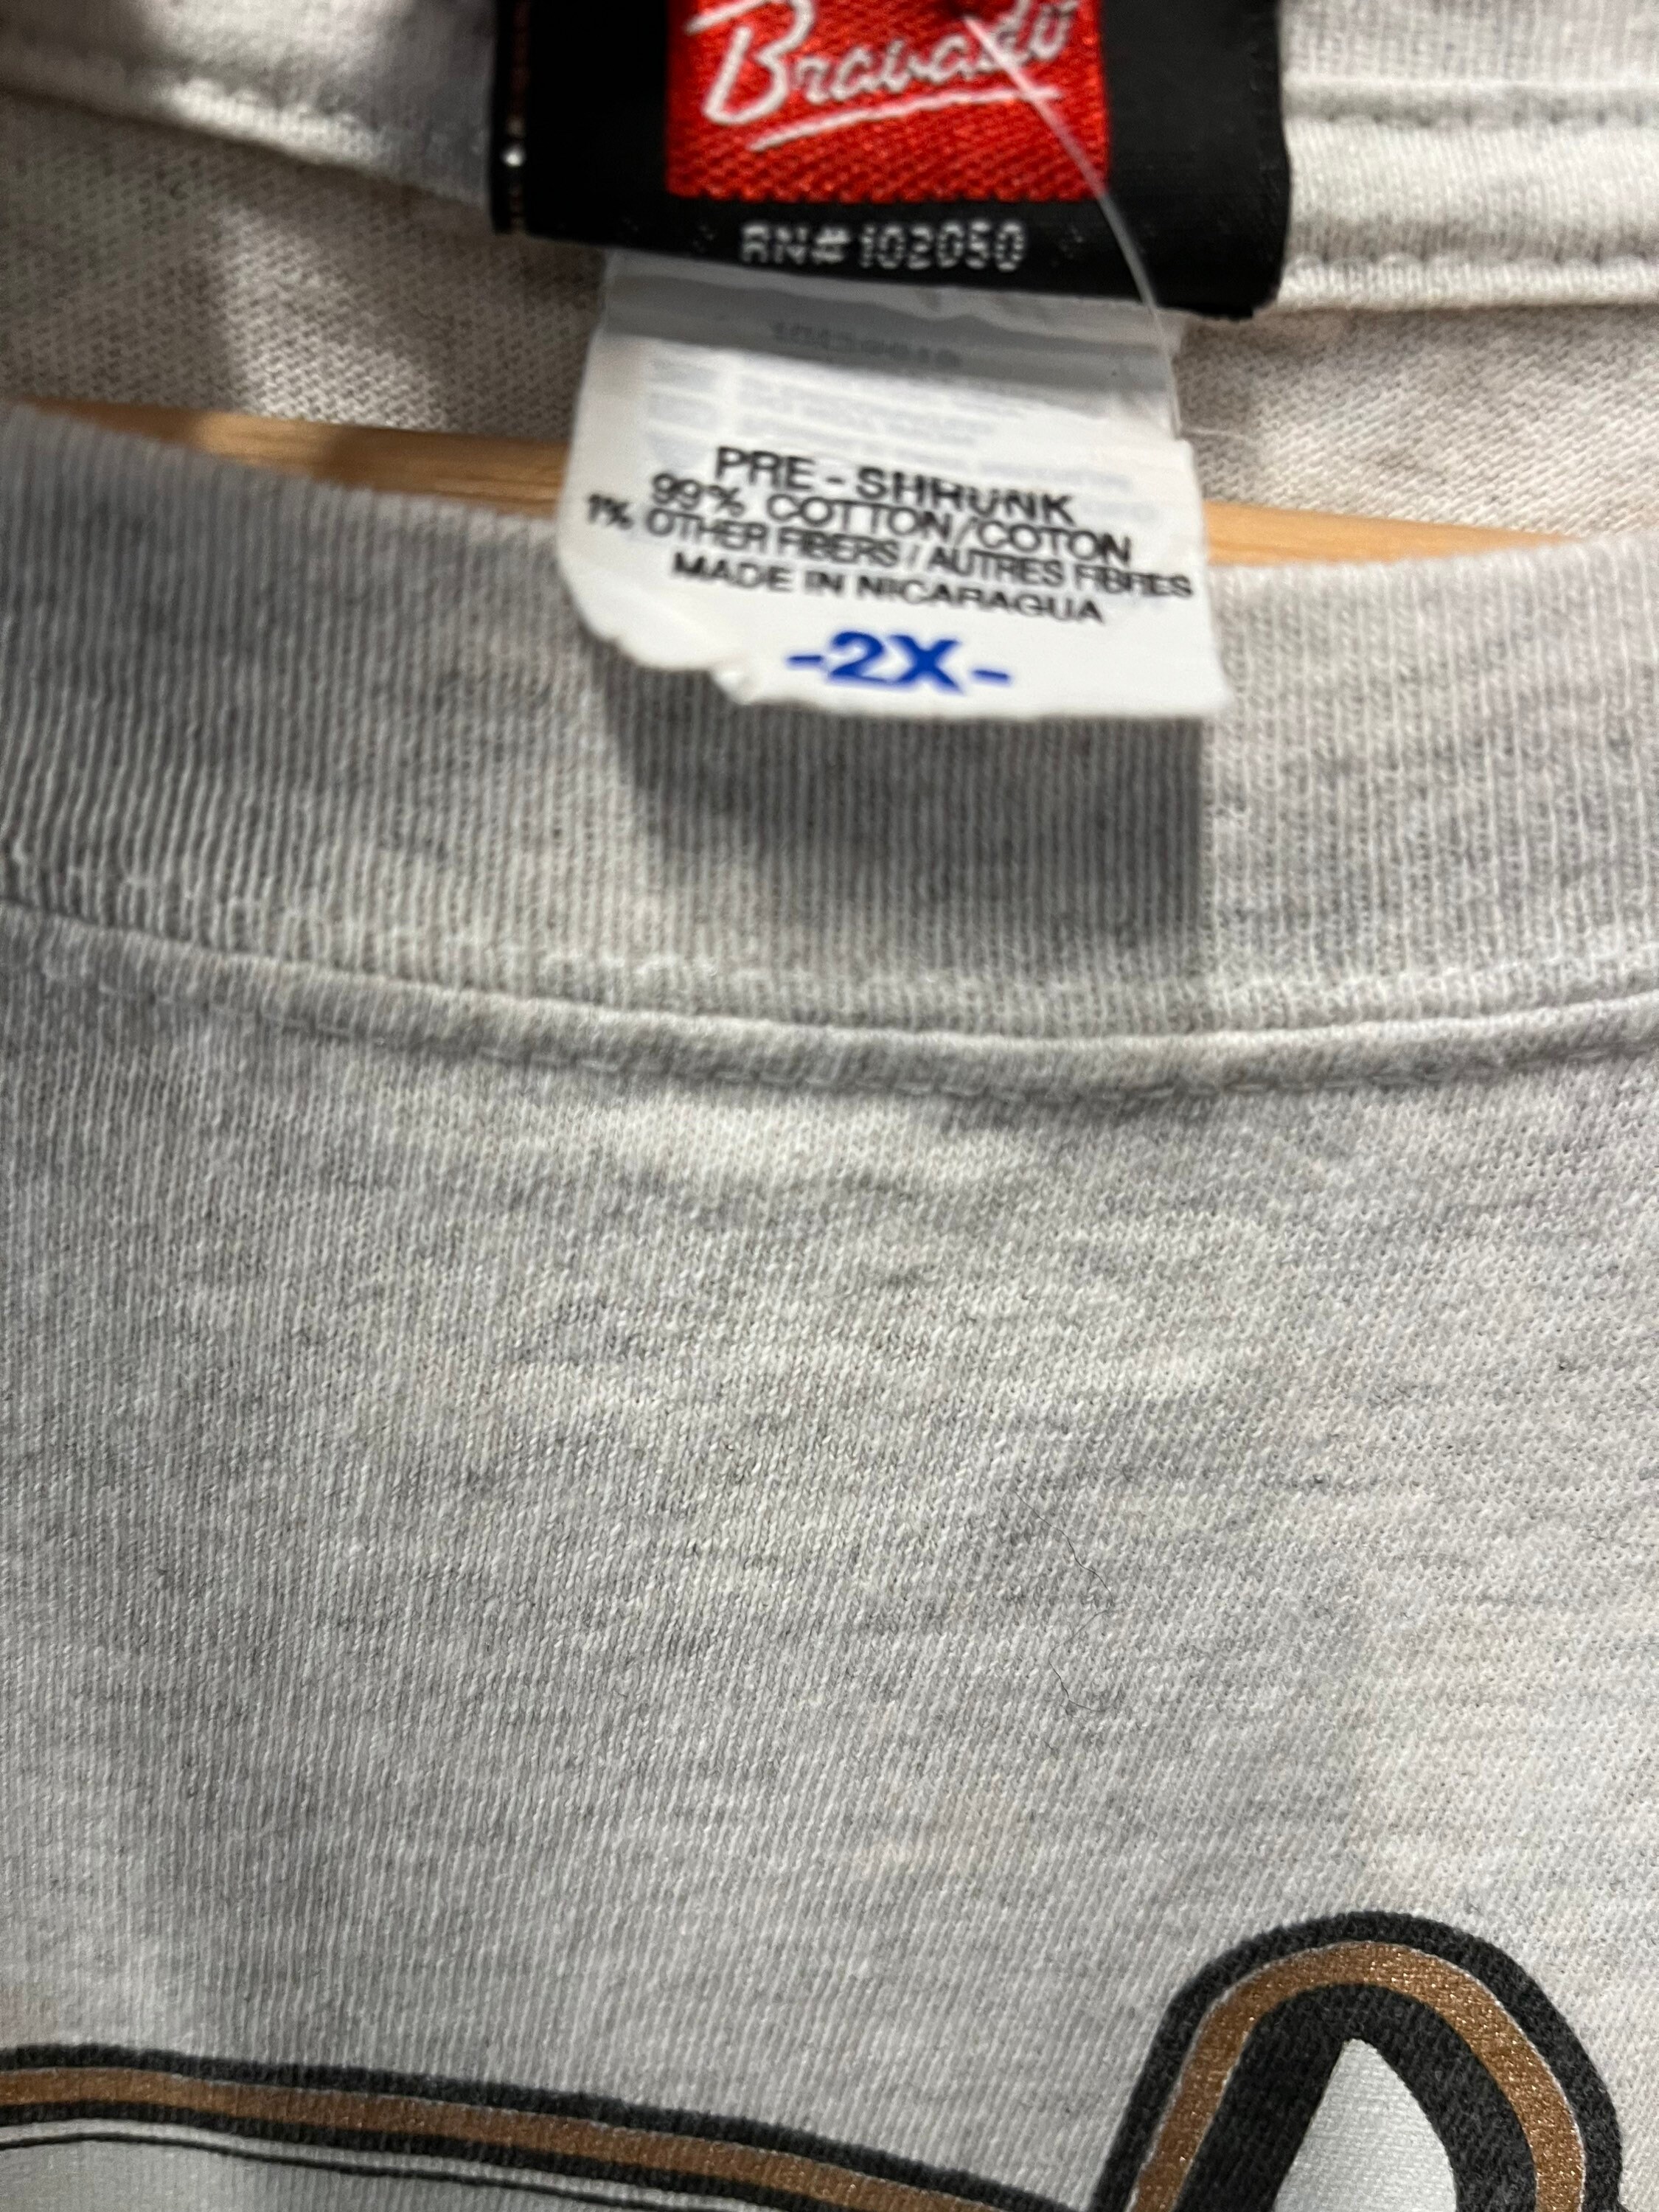 Bravado
RN#102050
PRE-SHRUNK
99% COTTON/COTON
1% OTHER FIBERS / AUTRES FIBRES
MADE IN NICARAGUA
-2X-